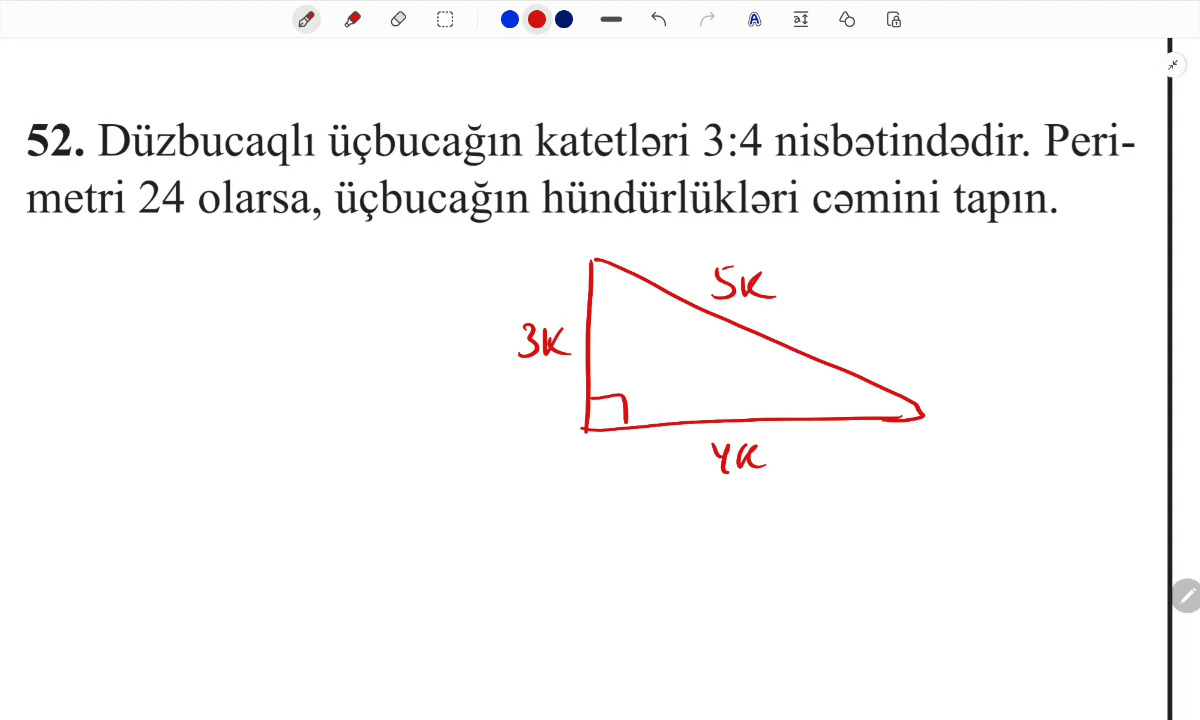 52. Düzbucaqlı üçbucağın katetləri 3:4 nisbətindədir. Peri-
metri 24 olarsa, üçbucağın hündürlükləri cəmini tapın.
5K
3K
4K